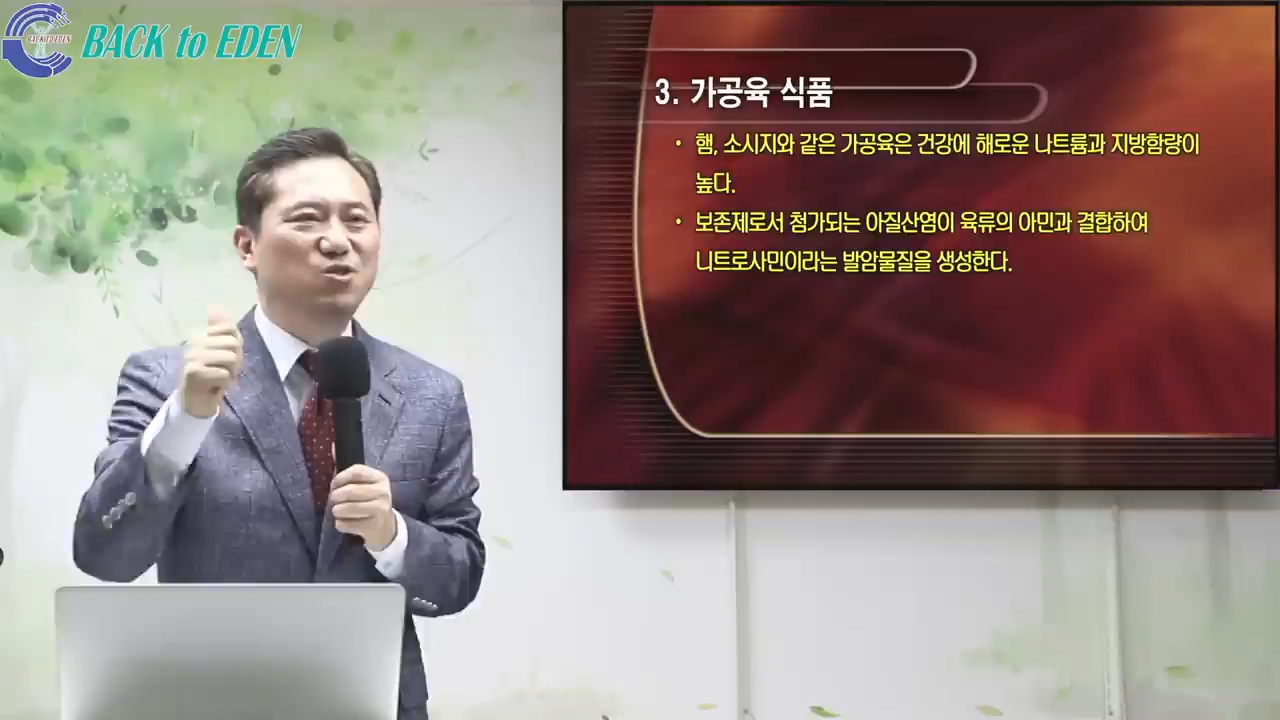 BACK to EDEN
BACK TO EDEN
3. 가공육 식품
• 햄, 소시지와 같은 가공육은 건강에 해로운 나트륨과 지방함량이
높다.
• 보존제로서 첨가되는 아질산염이 육류의 아민과 결합하여
니트로사민이라는 발암물질을 생성한다.